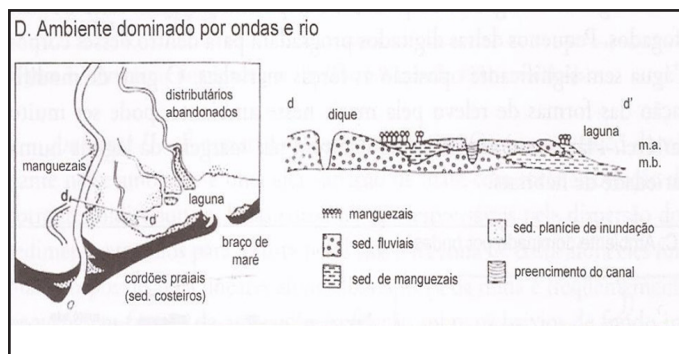 D. Ambiente dominado por ondas e rio
distributários
abandonados
manguezais
d
d'
laguna
braço de
maré
cordões praiais
(sed. costeiros)
d
dique
d'
laguna
m.a.
m.b.
manguezais
sed. fluviais
sed. de manguezais
sed. planície de inundação
preencimento do canal